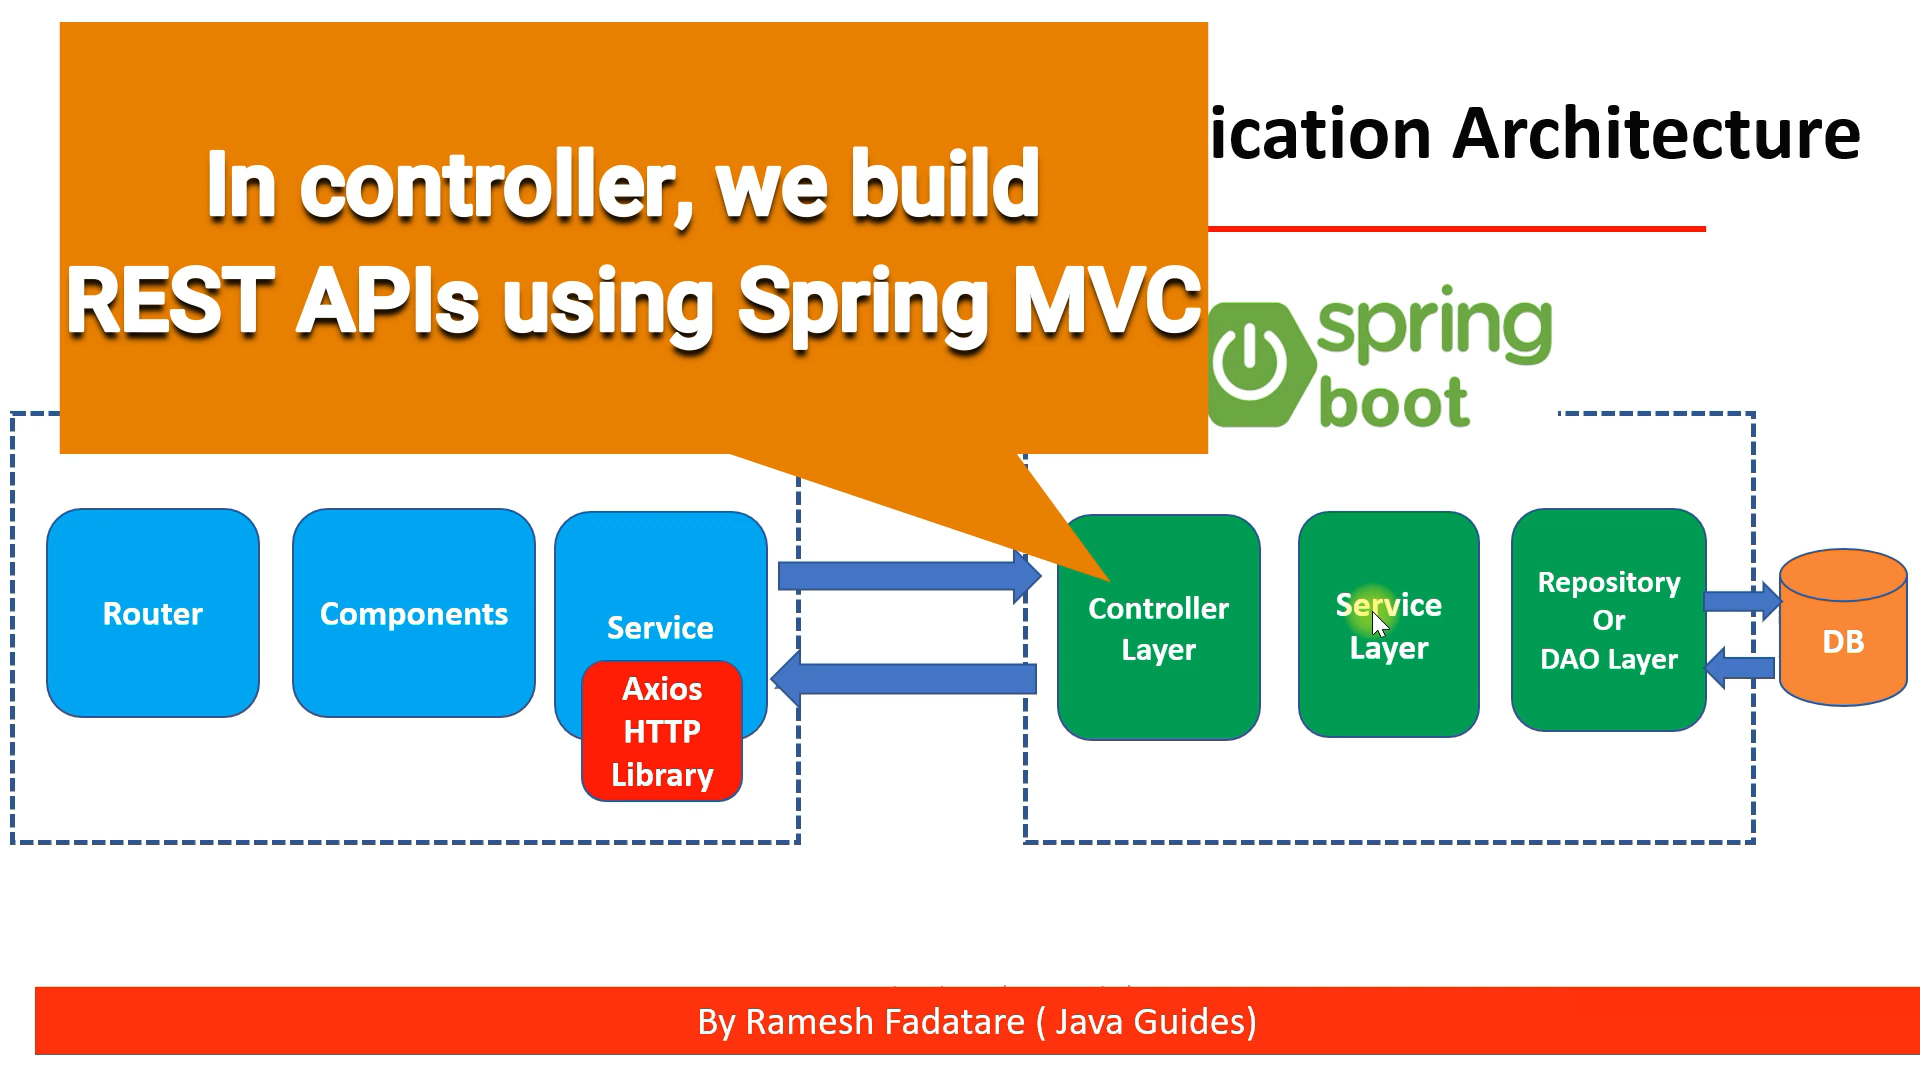 In controller, we build
REST APIs using Spring MVC
ication Architecture
spring
boot
Router
Components
Service
Axios
HTTP
Library
Controller
Layer
Service
Layer
Repository
Or
DAO Layer
DB
By Ramesh Fadatare ( Java Guides)